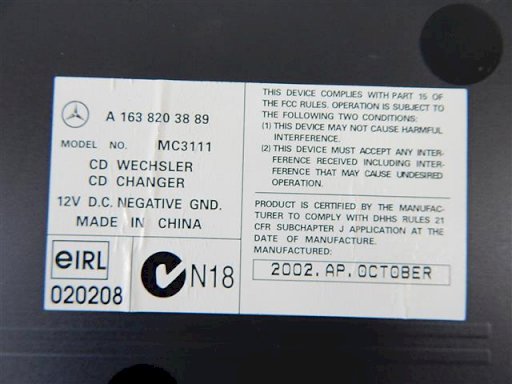 A 163 820 38 89
MODEL NO. MC3111
CD WECHSLER
CD CHANGER
12V D.C. NEGATIVE GND.
MADE IN CHINA
eIRL
020208
N18
THIS DEVICE COMPLIES WITH PART 15 OF
THE FCC RULES. OPERATION IS SUBJECT TO
THE FOLLOWING TWO CONDITIONS:
(1) THIS DEVICE MAY NOT CAUSE HARMFUL
INTERFERENCE.
(2) THIS DEVICE MUST ACCEPT ANY INTER-
FERENCE RECEIVED INCLUDING INTER-
FERENCE THAT MAY CAUSE UNDESIRED
OPERATION.
PRODUCT IS CERTIFIED BY THE MANUFAC-
TURER TO COMPLY WITH DHHS RULES 21
CFR SUBCHAPTER J APPLICATION AT THE
DATE OF MANUFACTURE.
MANUFACTURED:
2002. AP. OCTOBER